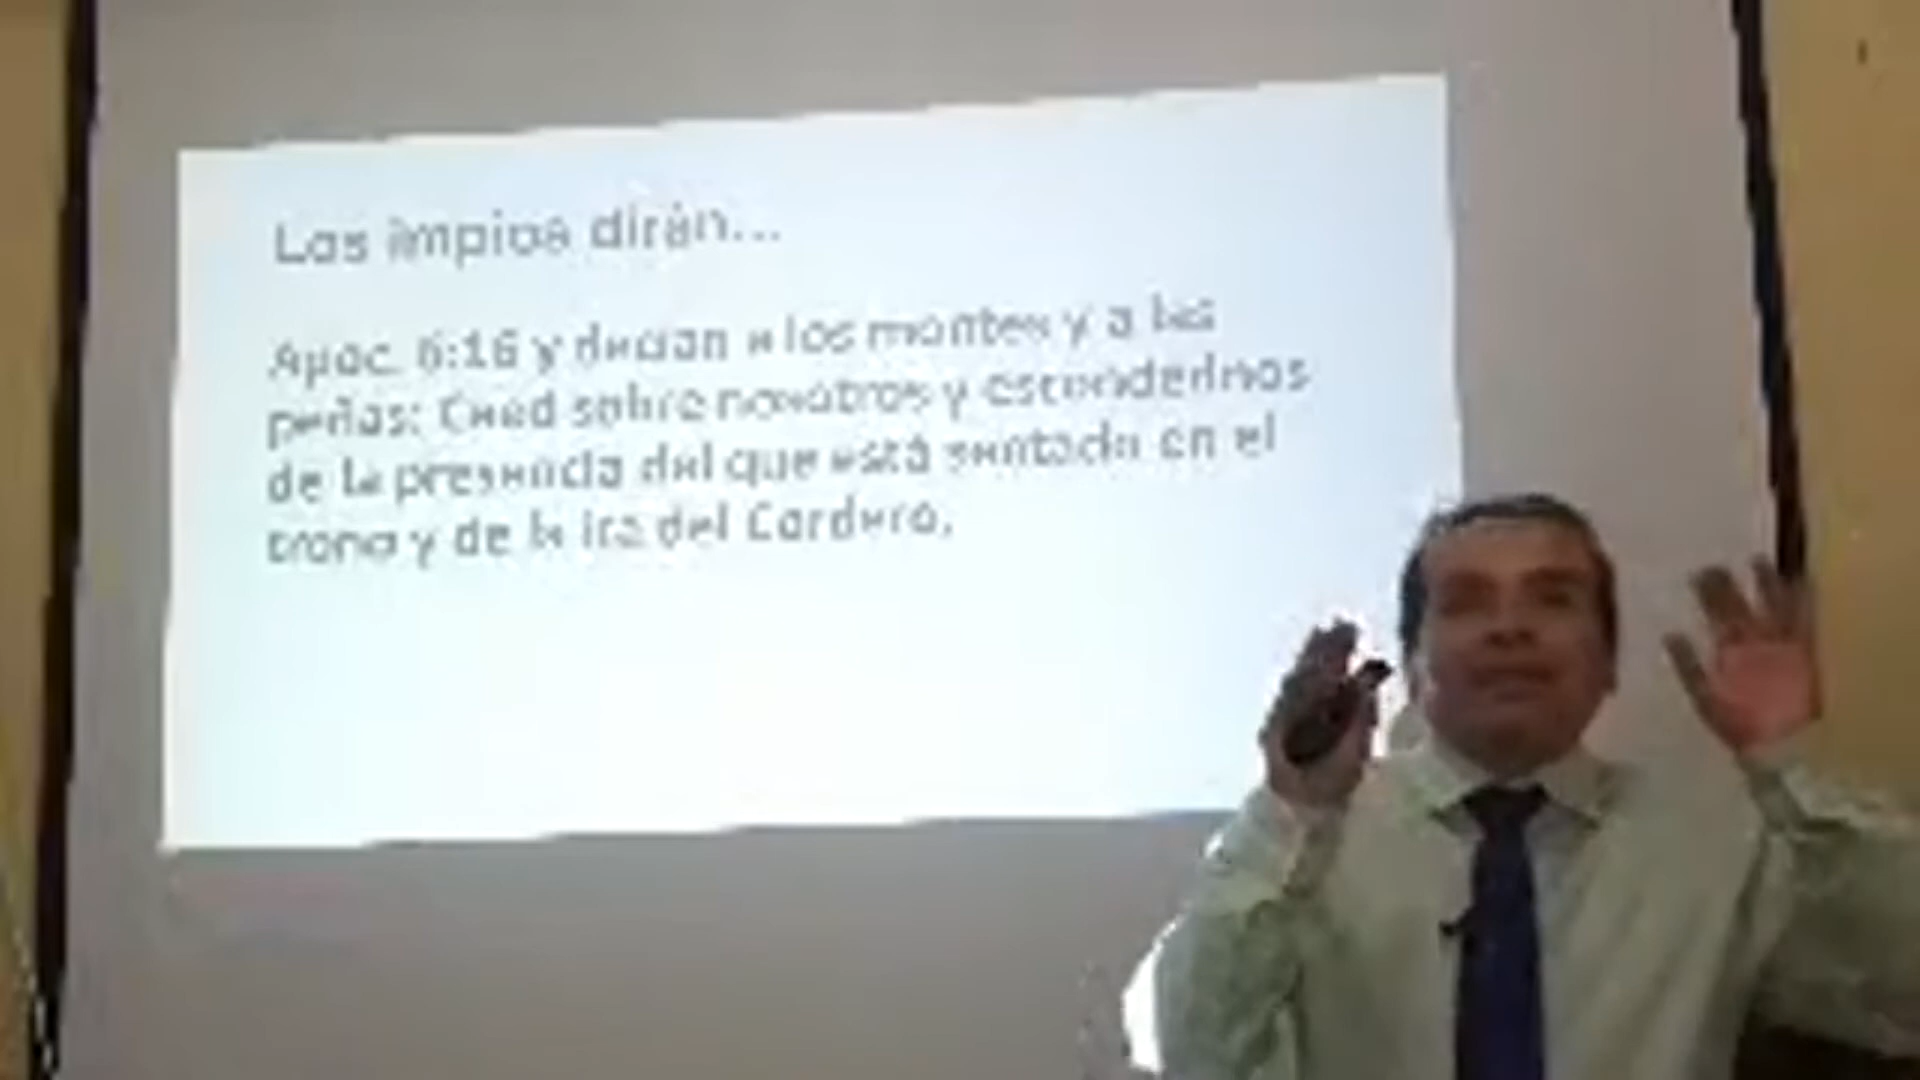 Los impios dirán...
Apoc. 6:16 y decían a los montes y a las
peñas: Caed sobre nosotros y escondednos
de la presencia del que está sentado en el
trono y de la ira del Cordero,